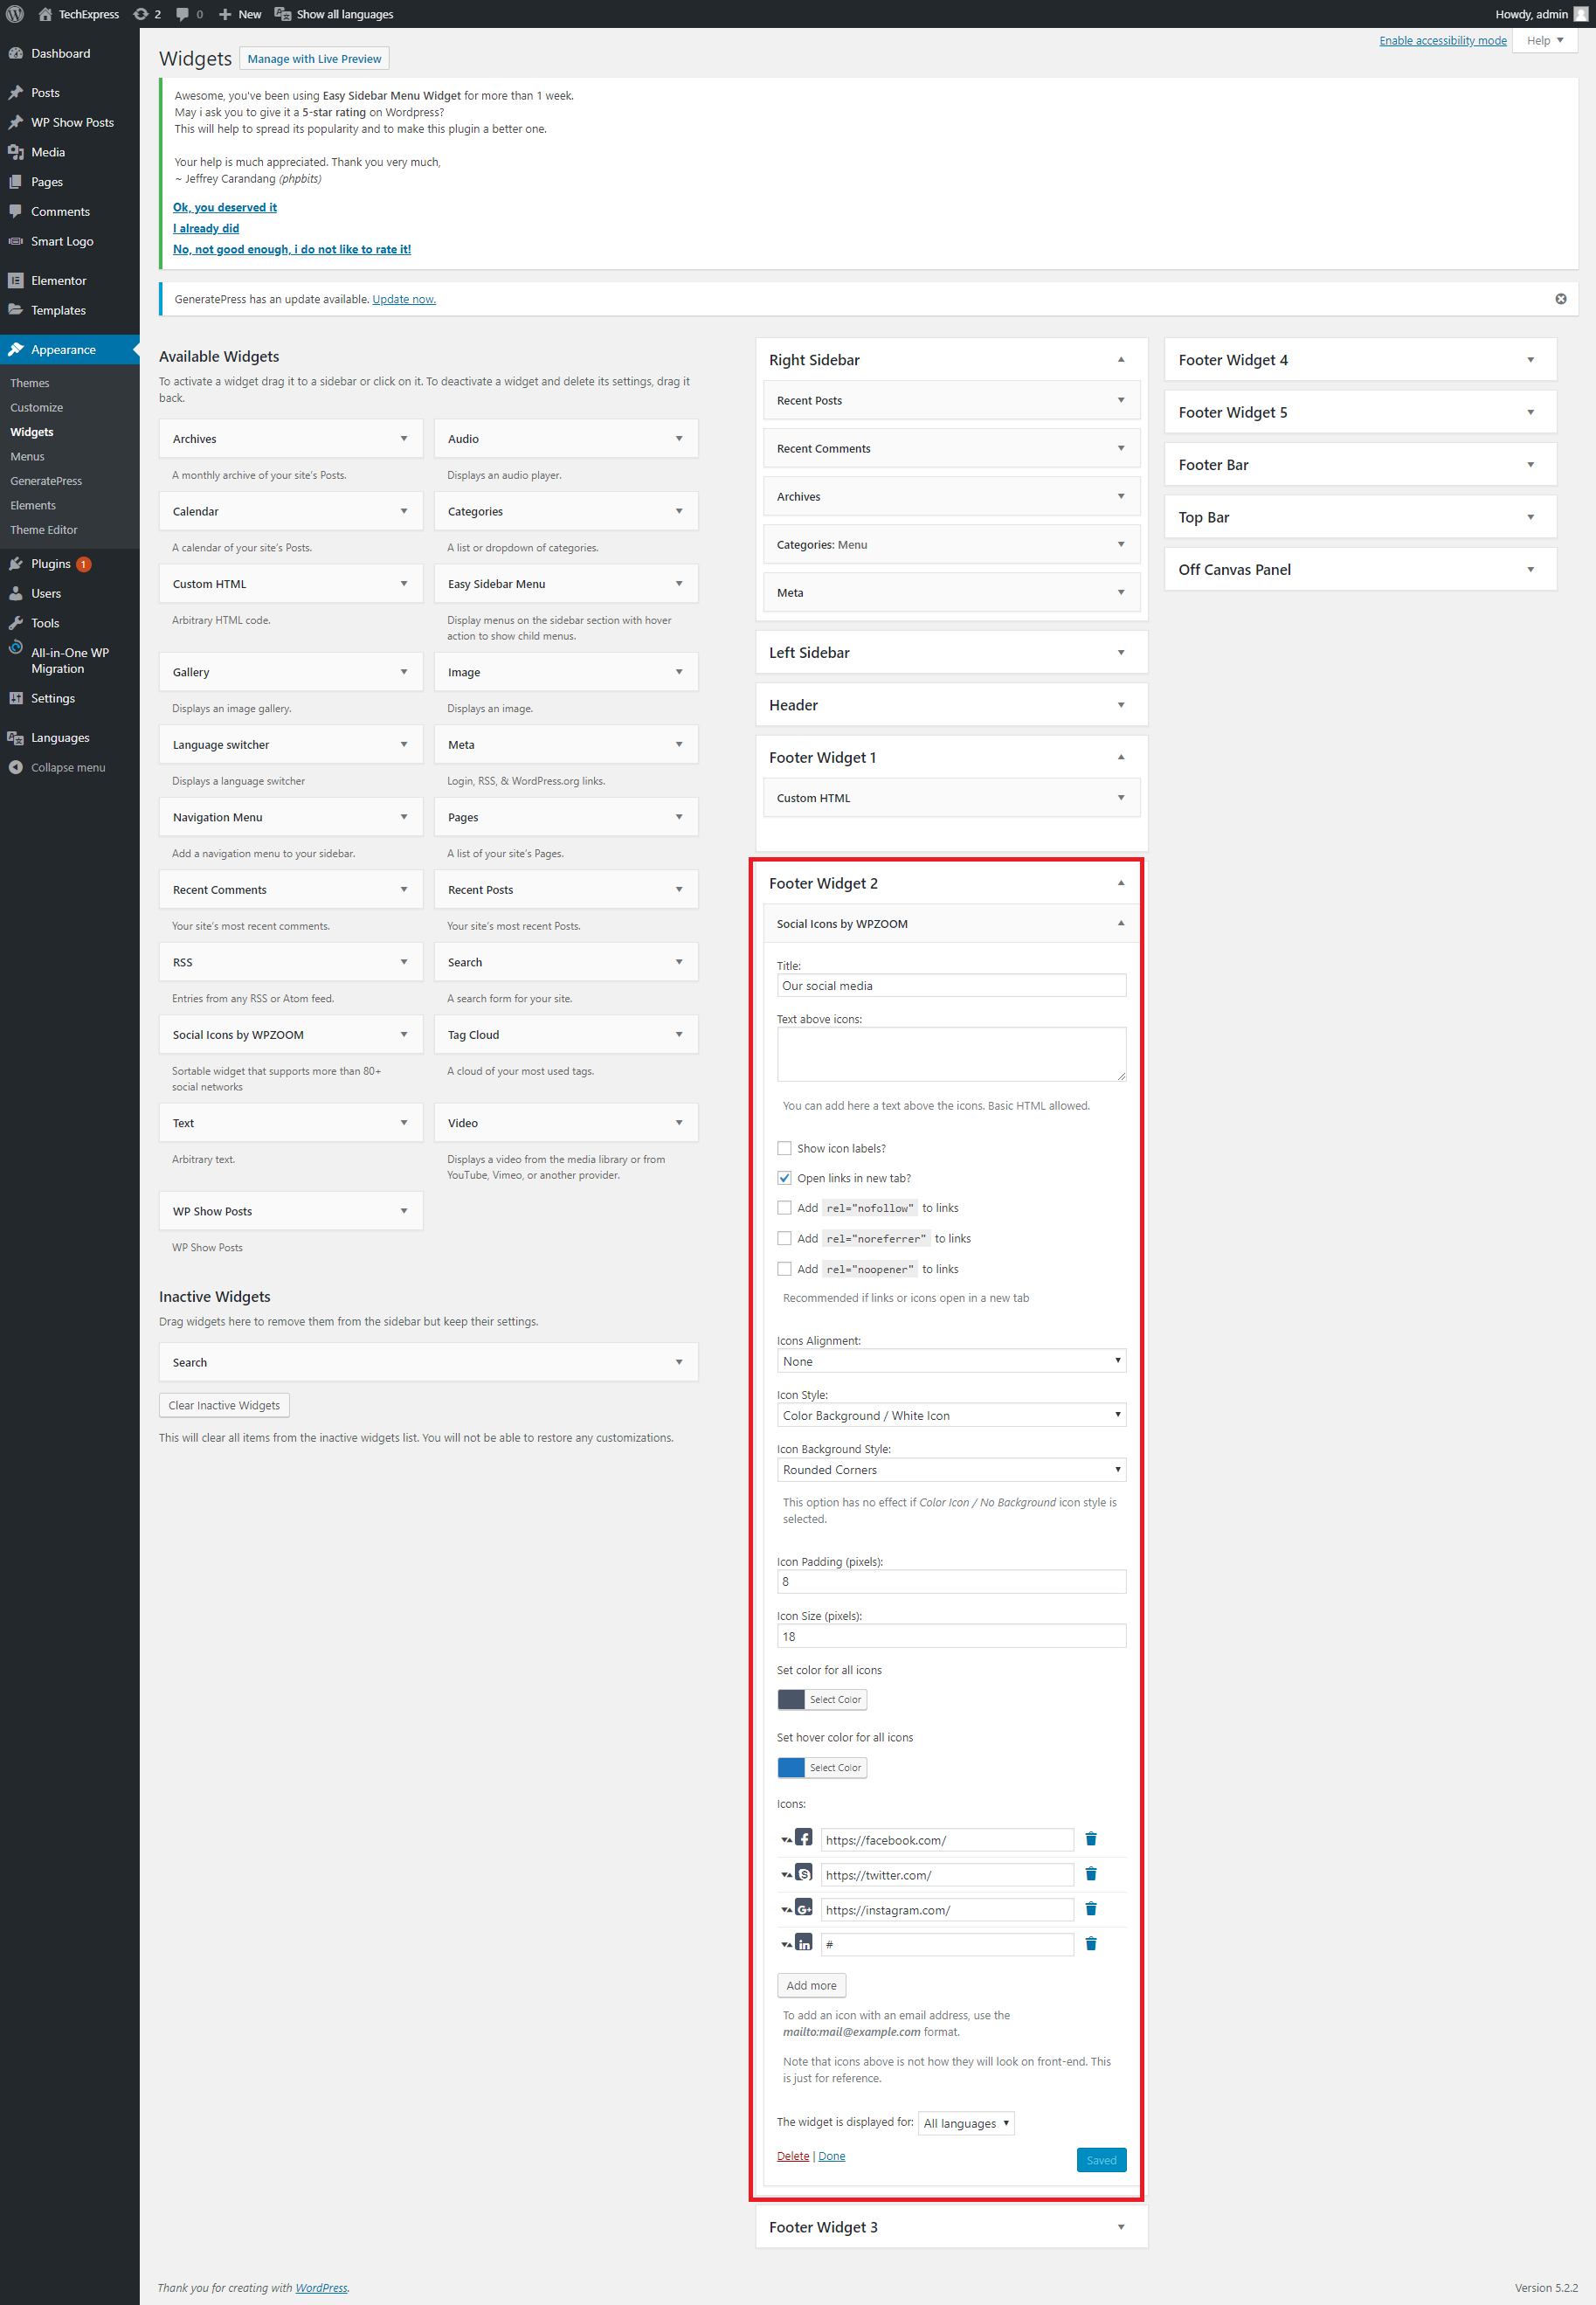 TechExpress 2 0 New Show all languages Howdy, admin
Dashboard
Posts
WP Show Posts
Media
Pages
Comments
Smart Logo
Elementor
Templates
Appearance
Themes
Customize
Widgets
Menus
GeneratePress
Elements
Theme Editor
Plugins 1
Users
Tools
All-in-One WP
Migration
Settings
Languages
Collapse menu
Enable accessibility mode Help
Widgets Manage with Live Preview
Awesome, you've been using Easy Sidebar Menu Widget for more than 1 week.
May i ask you to give it a 5-star rating on Wordpress?
This will help to spread its popularity and to make this plugin a better one.
Your help is much appreciated. Thank you very much,
~ Jeffrey Carandang (phpbits)
Ok, you deserved it
I already did
No, not good enough, i do not like to rate it!
GeneratePress has an update available. Update now.
Available Widgets
To activate a widget drag it to a sidebar or click on it. To deactivate a widget and delete its settings, drag it
back.
Archives
A monthly archive of your site's Posts.
Audio
Displays an audio player.
Calendar
A calendar of your site's Posts.
Categories
A list or dropdown of categories.
Custom HTML
Arbitrary HTML code.
Easy Sidebar Menu
Display menus on the sidebar section with hover
action to show child menus.
Gallery
Displays an image gallery.
Image
Displays an image.
Language switcher
Displays a language switcher
Meta
Login, RSS, & WordPress.org links.
Navigation Menu
Add a navigation menu to your sidebar.
Pages
A list of your site's Pages.
Recent Comments
Your site's most recent comments.
Recent Posts
Your site's most recent Posts.
RSS
Entries from any RSS or Atom feed.
Search
A search form for your site.
Social Icons by WPZOOM
Sortable widget that supports more than 80+
social networks
Tag Cloud
A cloud of your most used tags.
Text
Arbitrary text.
Video
Displays a video from the media library or from
YouTube, Vimeo, or another provider.
WP Show Posts
WP Show Posts
Inactive Widgets
Drag widgets here to remove them from the sidebar but keep their settings.
Search
Clear Inactive Widgets
This will clear all items from the inactive widgets list. You will not be able to restore any customizations.
Right Sidebar
Recent Posts
Recent Comments
Archives
Categories: Menu
Meta
Left Sidebar
Header
Footer Widget 1
Custom HTML
Footer Widget 2
Social Icons by WPZOOM
Title:
Our social media
Text above icons:
You can add here a text above the icons. Basic HTML allowed.
Show icon labels?
Open links in new tab?
Add rel="nofollow" to links
Add rel="noreferrer" to links
Add rel="noopener" to links
Recommended if links or icons open in a new tab
Icons Alignment:
None
Icon Style:
Color Background / White Icon
Icon Background Style:
Rounded Corners
This option has no effect if Color Icon / No Background icon style is
selected.
Icon Padding (pixels):
8
Icon Size (pixels):
18
Set color for all icons
Select Color
Set hover color for all icons
Select Color
Icons:
https://facebook.com/
https://twitter.com/
https://instagram.com/
#
Add more
To add an icon with an email address, use the
mailto:mail@example.com format.
Note that icons above is not how they will look on front-end. This
is just for reference.
The widget is displayed for: All languages
Delete | Done Saved
Footer Widget 3
Footer Widget 4
Footer Widget 5
Footer Bar
Top Bar
Off Canvas Panel
Thank you for creating with WordPress. Version 5.2.2